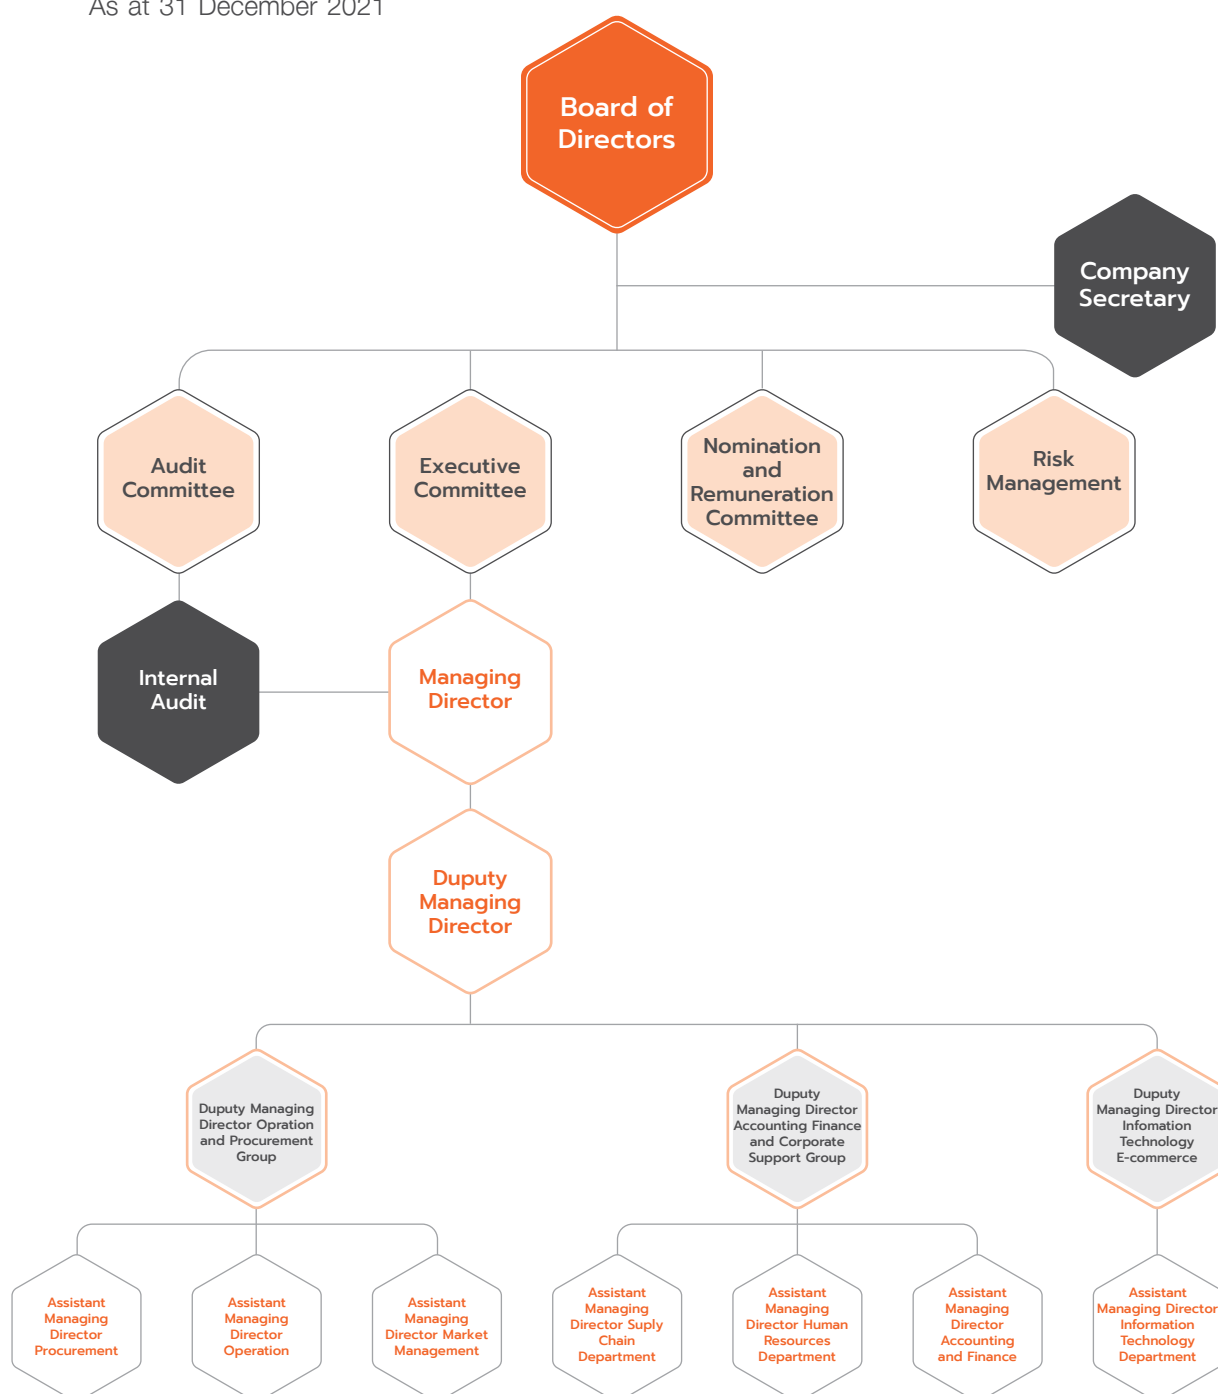 As at 31 December 2021
Board of
Directors
Company
Secretary
Audit
Committee
Executive
Committee
Nomination
and
Remuneration
Committee
Risk
Management
Internal
Audit
Managing
Director
Duputy
Managing
Director
Duputy Managing
Director Opration
and Procurement
Group
Duputy
Managing Director
Accounting Finance
and Corporate
Support Group
Duputy
Managing Director
Infomation
Technology
E-commerce
Assistant
Managing
Director
Procurement
Assistant
Managing
Director
Operation
Assistant
Managing
Director Market
Management
Assistant
Managing
Director Suply
Chain
Department
Assistant
Managing
Director Human
Resources
Department
Assistant
Managing
Director
Accounting
and Finance
Assistant
Managing Director
Information
Technology
Department